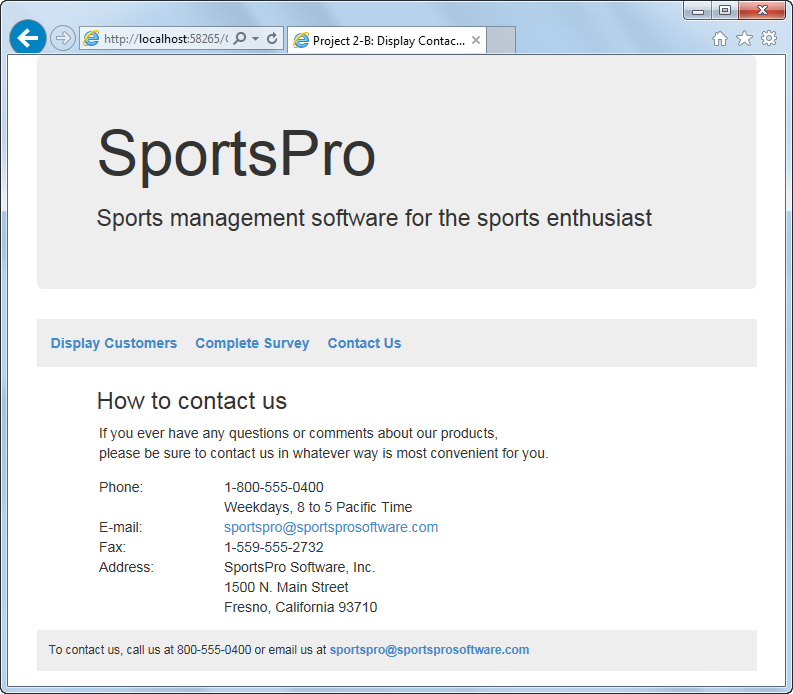 http://localhost:58265/
Project 2-B: Display Contac...
SportsPro
Sports management software for the sports enthusiast
Display Customers Complete Survey Contact Us
How to contact us
If you ever have any questions or comments about our products,
please be sure to contact us in whatever way is most convenient for you.
Phone: 1-800-555-0400
Weekdays, 8 to 5 Pacific Time
E-mail: sportspro@sportsprosoftware.com
Fax: 1-559-555-2732
Address: SportsPro Software, Inc.
1500 N. Main Street
Fresno, California 93710
To contact us, call us at 800-555-0400 or email us at sportspro@sportsprosoftware.com